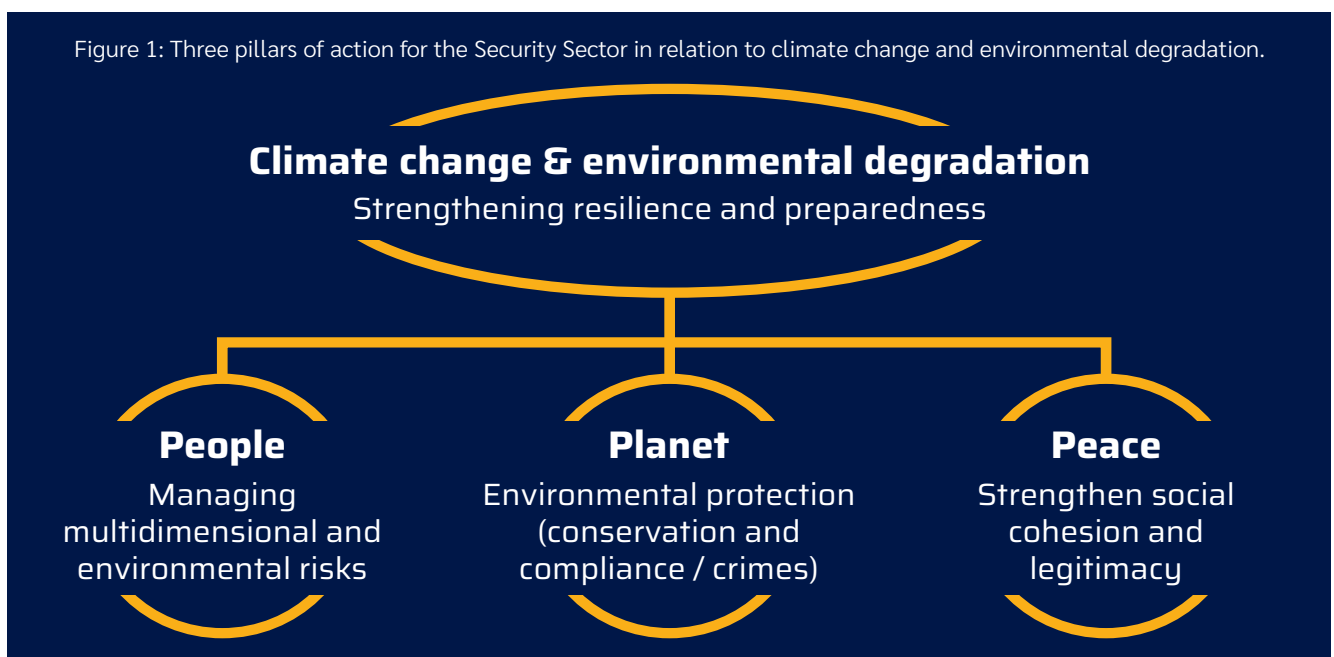 Figure 1: Three pillars of action for the Security Sector in relation to climate change and environmental degradation.
Climate change & environmental degradation
Strengthening resilience and preparedness
People
Managing
multidimensional and
environmental risks
Planet
Environmental protection
(conservation and
compliance / crimes)
Peace
Strengthen social
cohesion and
legitimacy